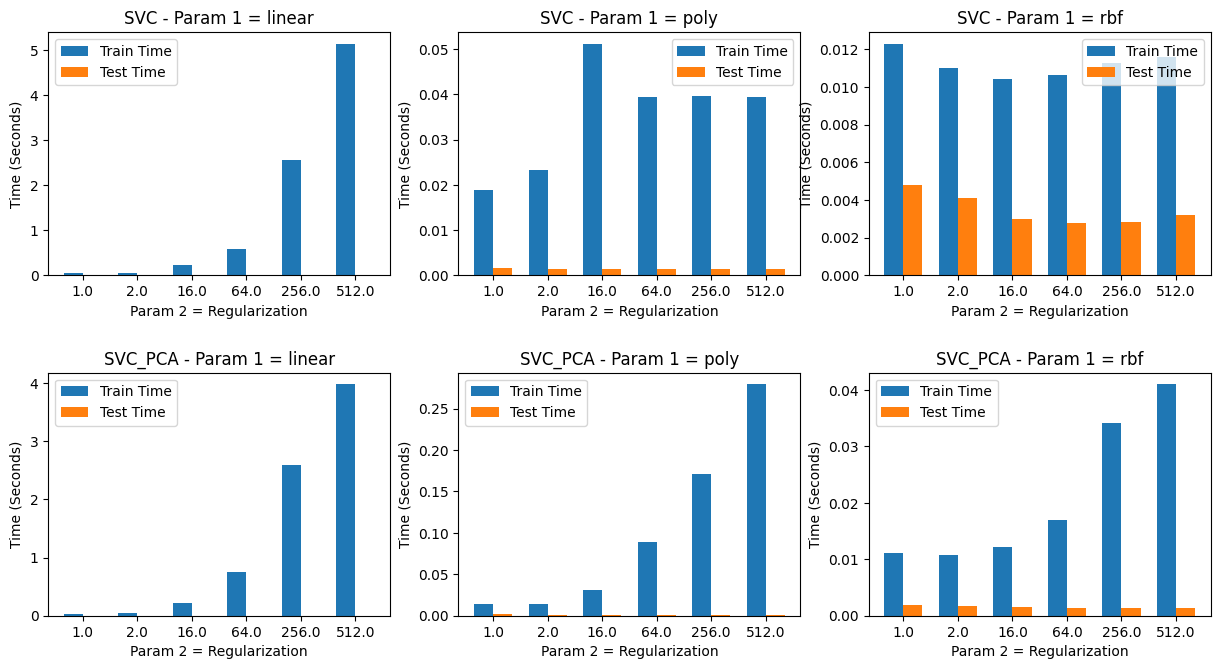 SVC - Param 1 = linear
Train Time
Test Time
Time (Seconds)
5
4
3
2
1
0
1.0 2.0 16.0 64.0 256.0 512.0
Param 2 = Regularization
SVC - Param 1 = poly
Train Time
Test Time
Time (Seconds)
0.05
0.04
0.03
0.02
0.01
0.00
1.0 2.0 16.0 64.0 256.0 512.0
Param 2 = Regularization
SVC - Param 1 = rbf
Train Time
Test Time
Time (Seconds)
0.012
0.010
0.008
0.006
0.004
0.002
0.000
1.0 2.0 16.0 64.0 256.0 512.0
Param 2 = Regularization
SVC_PCA - Param 1 = linear
Train Time
Test Time
Time (Seconds)
4
3
2
1
0
1.0 2.0 16.0 64.0 256.0 512.0
Param 2 = Regularization
SVC_PCA - Param 1 = poly
Train Time
Test Time
Time (Seconds)
0.25
0.20
0.15
0.10
0.05
0.00
1.0 2.0 16.0 64.0 256.0 512.0
Param 2 = Regularization
SVC_PCA - Param 1 = rbf
Train Time
Test Time
Time (Seconds)
0.04
0.03
0.02
0.01
0.00
1.0 2.0 16.0 64.0 256.0 512.0
Param 2 = Regularization